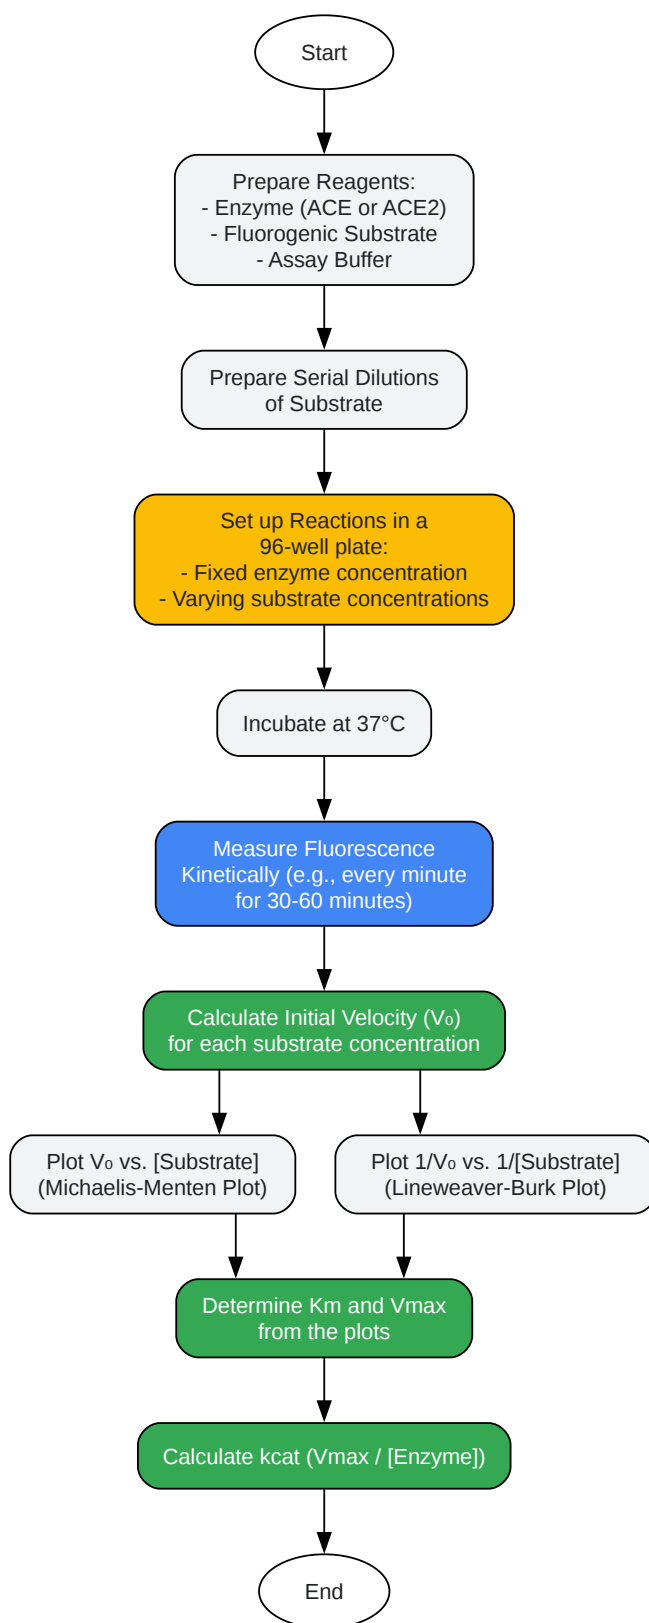 Start
Prepare Reagents:
- Enzyme (ACE or ACE2)
- Fluorogenic Substrate
- Assay Buffer
Prepare Serial Dilutions
of Substrate
Set up Reactions in a
96-well plate:
- Fixed enzyme concentration
- Varying substrate concentrations
Incubate at 37°C
Measure Fluorescence
Kinetically (e.g., every minute
for 30-60 minutes)
Calculate Initial Velocity (V₀)
for each substrate concentration
Plot V₀ vs. [Substrate]
(Michaelis-Menten Plot)
Plot 1/V₀ vs. 1/[Substrate]
(Lineweaver-Burk Plot)
Determine Km and Vmax
from the plots
Calculate kcat (Vmax / [Enzyme])
End